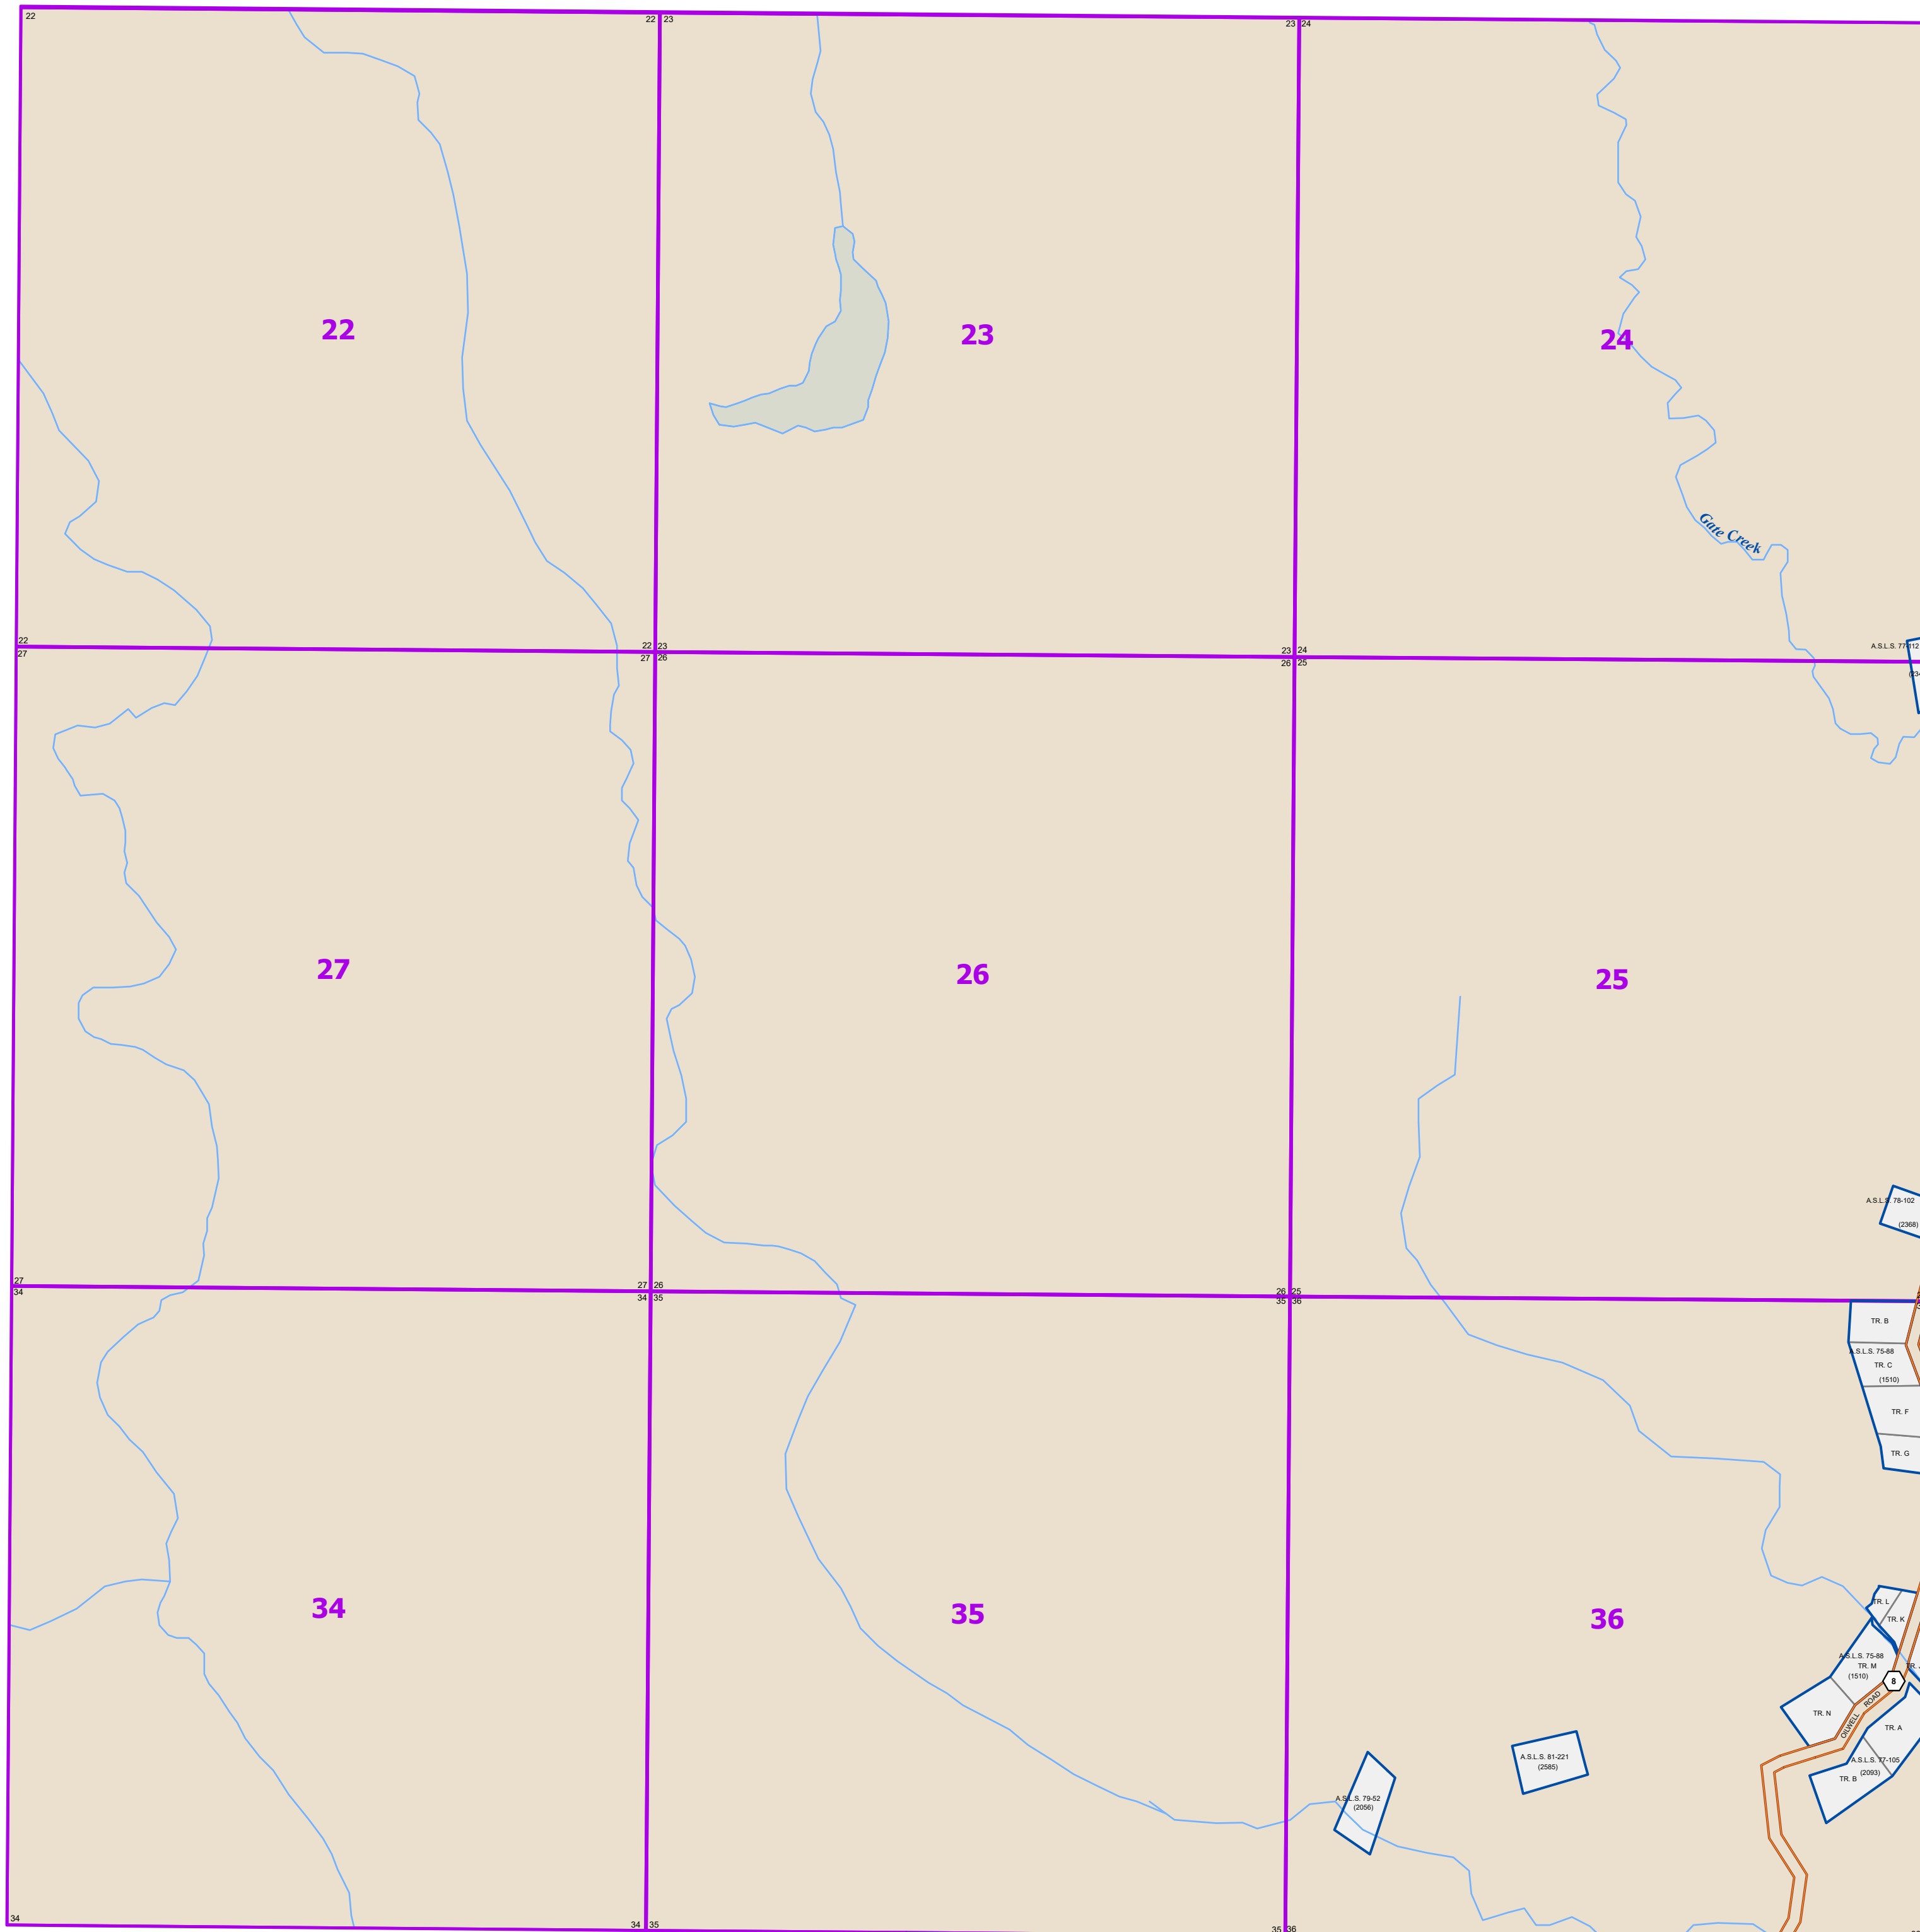 22
22 23
23 24
22
23
24
Gate Creek
22
27
22 23
27 26
23 24
26 25
A.S.L.S. 77-112
27
26
25
A.S.L.S. 78-102
(2368)
27
34
27 26
34 35
26 25
35 36
TR. B
A.S.L.S. 75-88
TR. C
(1510)
TR. F
TR. G
34
35
36
TR. L
TR. K
A.S.L.S. 75-88
TR. M
(1510)
8
ROAD
OILWELL
TR. N
TR. A
A.S.L.S. 77-105
(2093)
TR. B
A.S.L.S. 81-221
(2585)
A.S.L.S. 79-52
(2056)
34
34 35
35 36